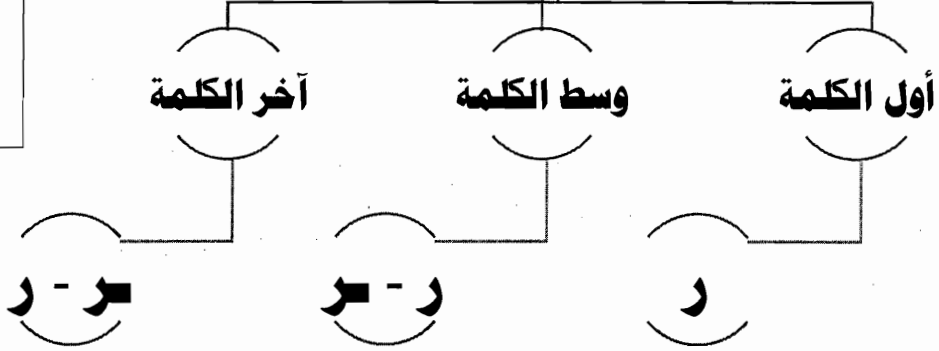 أول الكلمة
وسط الكلمة
آخر الكلمة
ر
ر - ـر
ـر - ر